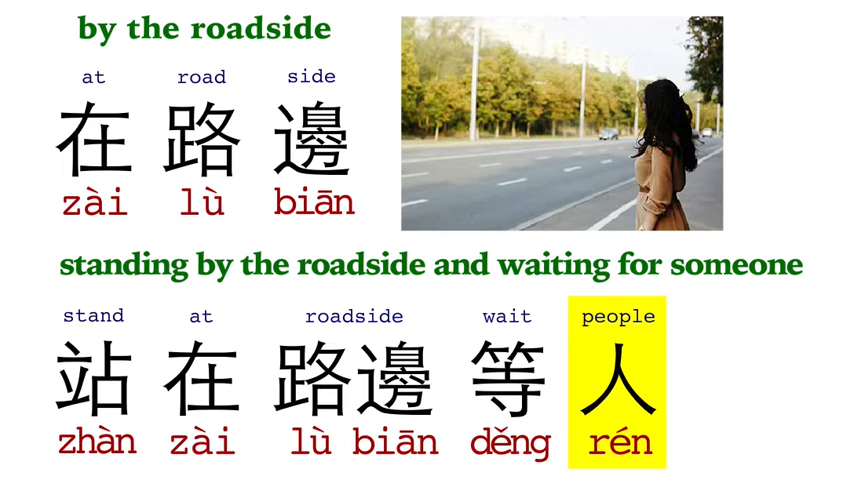 by the roadside
at road side
在 路 邊
zài lù biān
standing by the roadside and waiting for someone
stand at roadside wait people
站 在 路邊 等 人
zhàn zài lù biān děng rén